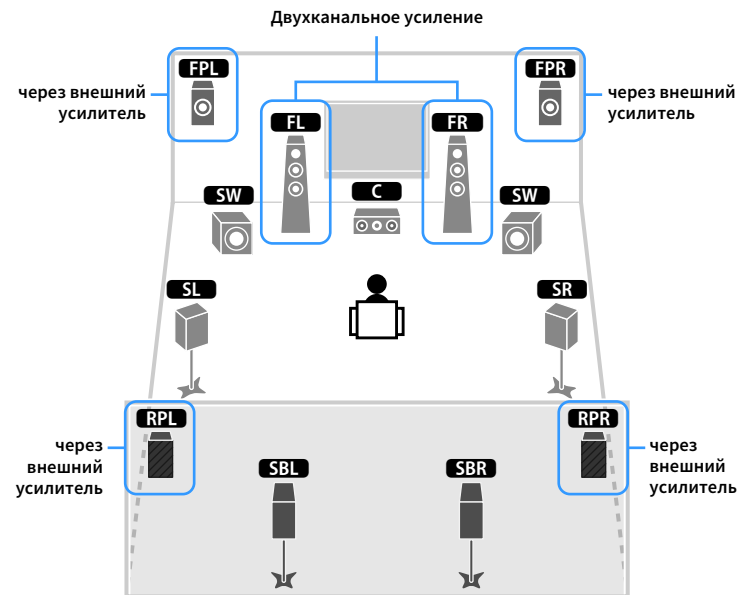 Двухканальное усиление
FPL
FPR
через внешний
усилитель
через внешний
усилитель
FL
FR
SW
C
SW
SL
SR
RPL
RPR
через
внешний
усилитель
через
внешний
усилитель
SBL
SBR